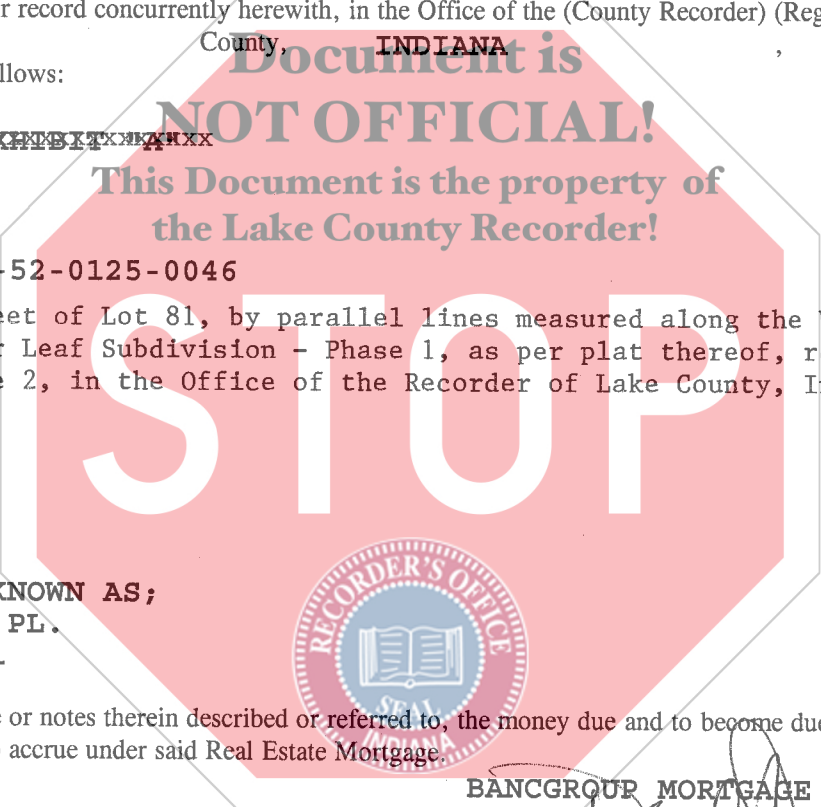 r record concurrently herewith, in the Office of the (County Recorder) (Reg
County, INDIANA ,
Document is
llows:
NOT OFFICIAL!
XHIBIT "A"xx
This Document is the property of
the Lake County Recorder!
-52-0125-0046
eet of Lot 81, by parallel lines measured along the
r Leaf Subdivision - Phase 1, as per plat thereof, r
e 2, in the Office of the Recorder of Lake County, I
STOP
KNOWN AS;
PL.
RECORDER'S OFFICE
SEAL
INDIANA
e or notes therein described or referred to, the money due and to become due
accrue under said Real Estate Mortgage.
BANCGROUP MORTGAGE